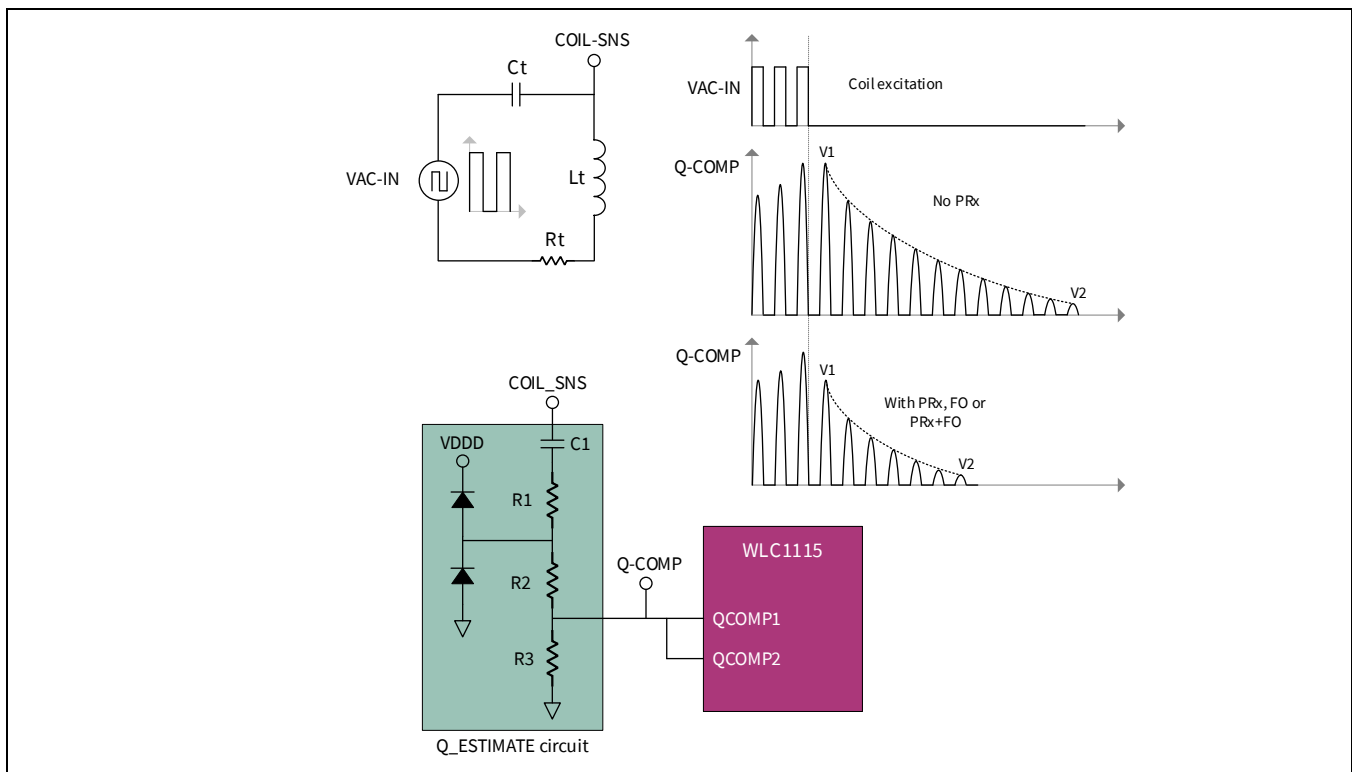 COIL-SNS
Ct
VAC-IN
Lt
Rt
VAC-IN
Coil excitation
Q-COMP
V1
No PRx
V2
Q-COMP
V1
With PRx, FO or
PRx+FO
V2
COIL_SNS
VDDD
C1
R1
R2
R3
Q-COMP
WLC1115
QCOMP1
QCOMP2
Q_ESTIMATE circuit